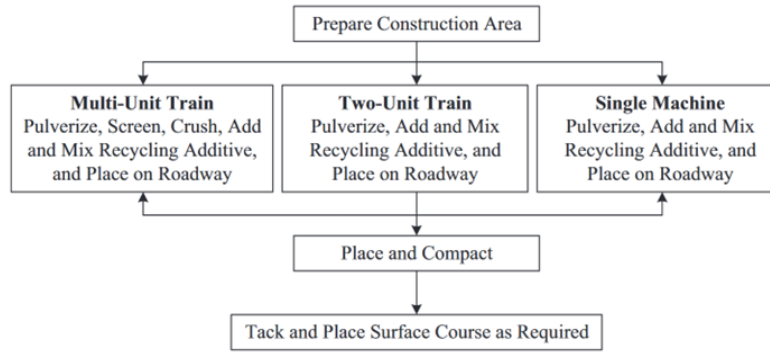 Prepare Construction Area
Multi-Unit Train
Pulverize, Screen, Crush, Add
and Mix Recycling Additive,
and Place on Roadway
Two-Unit Train
Pulverize, Add and Mix
Recycling Additive, and
Place on Roadway
Single Machine
Pulverize, Add and Mix
Recycling Additive, and
Place on Roadway
Place and Compact
Tack and Place Surface Course as Required